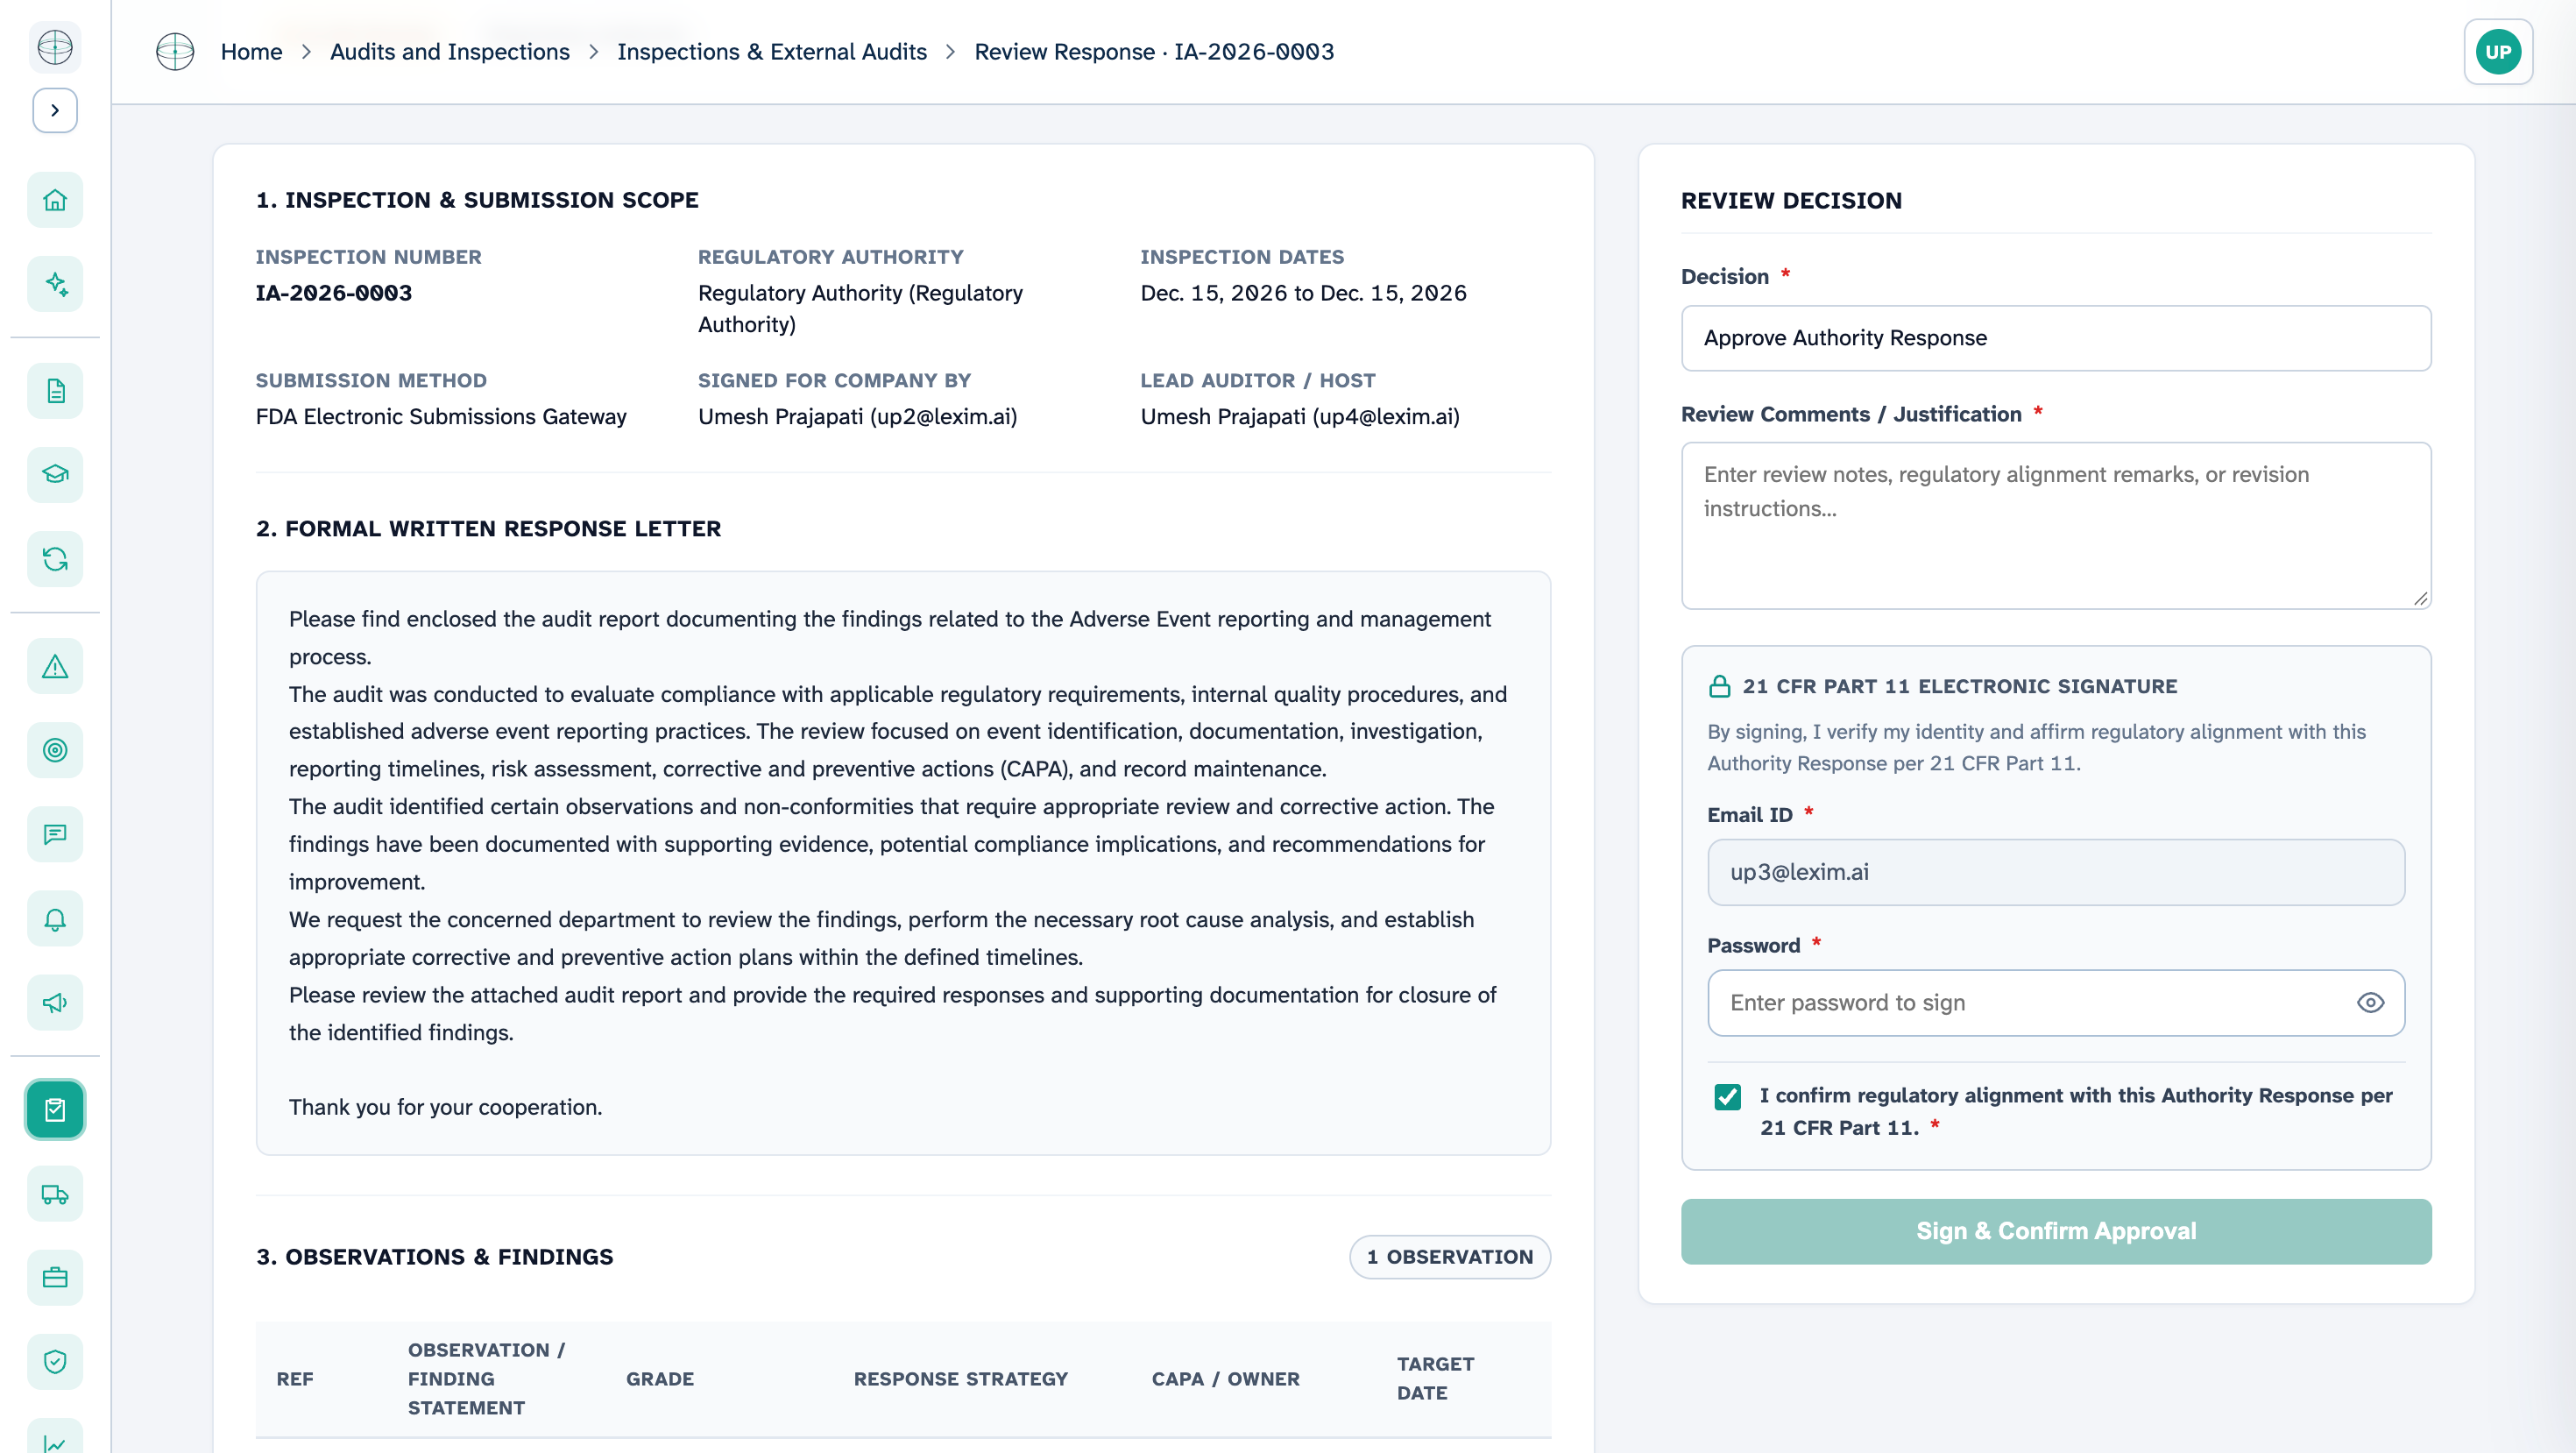 Home > Audits and Inspections > Inspections & External Audits > Review Response · IA-2026-0003
UP
1. INSPECTION & SUBMISSION SCOPE
INSPECTION NUMBER
IA-2026-0003
REGULATORY AUTHORITY
Regulatory Authority (Regulatory
Authority)
INSPECTION DATES
Dec. 15, 2026 to Dec. 15, 2026
SUBMISSION METHOD
FDA Electronic Submissions Gateway
SIGNED FOR COMPANY BY
Umesh Prajapati (up2@lexim.ai)
LEAD AUDITOR / HOST
Umesh Prajapati (up4@lexim.ai)
2. FORMAL WRITTEN RESPONSE LETTER
Please find enclosed the audit report documenting the findings related to the Adverse Event reporting and management
process.
The audit was conducted to evaluate compliance with applicable regulatory requirements, internal quality procedures, and
established adverse event reporting practices. The review focused on event identification, documentation, investigation,
reporting timelines, risk assessment, corrective and preventive actions (CAPA), and record maintenance.
The audit identified certain observations and non-conformities that require appropriate review and corrective action. The
findings have been documented with supporting evidence, potential compliance implications, and recommendations for
improvement.
We request the concerned department to review the findings, perform the necessary root cause analysis, and establish
appropriate corrective and preventive action plans within the defined timelines.
Please review the attached audit report and provide the required responses and supporting documentation for closure of
the identified findings.
Thank you for your cooperation.
3. OBSERVATIONS & FINDINGS
1 OBSERVATION
REF
OBSERVATION /
FINDING
STATEMENT
GRADE
RESPONSE STRATEGY
CAPA / OWNER
TARGET
DATE
REVIEW DECISION
Decision *
Approve Authority Response
Review Comments / Justification *
Enter review notes, regulatory alignment remarks, or revision
instructions...
21 CFR PART 11 ELECTRONIC SIGNATURE
By signing, I verify my identity and affirm regulatory alignment with this
Authority Response per 21 CFR Part 11.
Email ID *
up3@lexim.ai
Password *
Enter password to sign
I confirm regulatory alignment with this Authority Response per
21 CFR Part 11. *
Sign & Confirm Approval